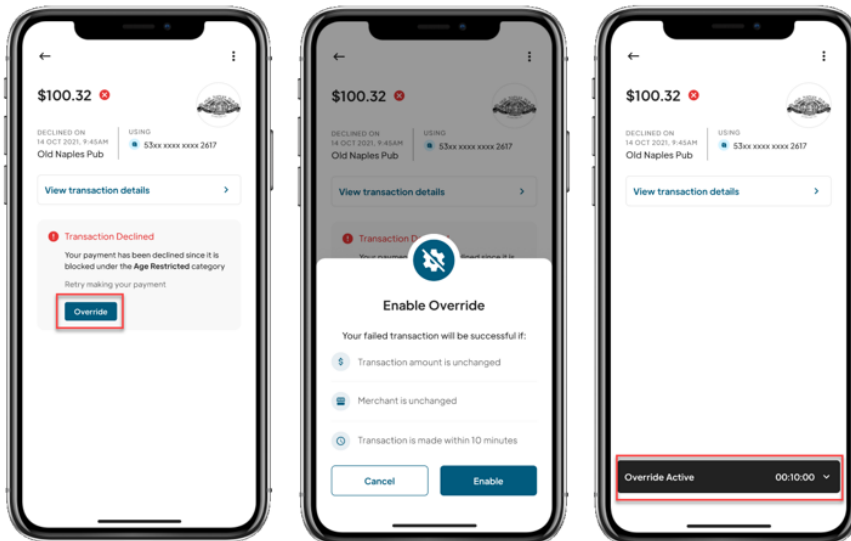 $100.32
DECLINED ON
14 OCT 2021, 9:45AM
Old Naples Pub
USING
53xx xxxx xxxx 2617
View transaction details
Transaction Declined
Your payment has been declined since it is
blocked under the Age Restricted category
Retry making your payment
Override
$100.32
DECLINED ON
14 OCT 2021, 9:45AM
Old Naples Pub
USING
53xx xxxx xxxx 2617
View transaction details
Enable Override
Your failed transaction will be successful if:
$ Transaction amount is unchanged
Merchant is unchanged
Transaction is made within 10 minutes
Cancel
Enable
$100.32
DECLINED ON
14 OCT 2021, 9:45AM
Old Naples Pub
USING
53xx xxxx xxxx 2617
View transaction details
Override Active 00:10:00